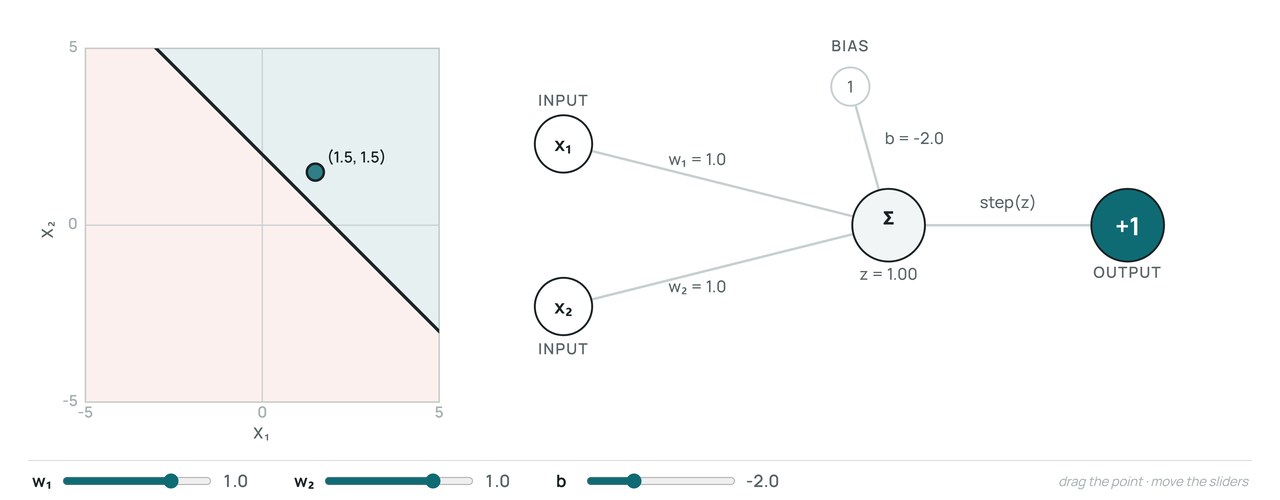 5
0
-5
-5
0
5
X₂
X₁
(1.5, 1.5)
BIAS
1
b = -2.0
INPUT
x₁
w₁ = 1.0
Σ
z = 1.00
step(z)
+1
OUTPUT
w₂ = 1.0
x₂
INPUT
w₁ 1.0
w₂ 1.0
b -2.0
drag the point · move the sliders